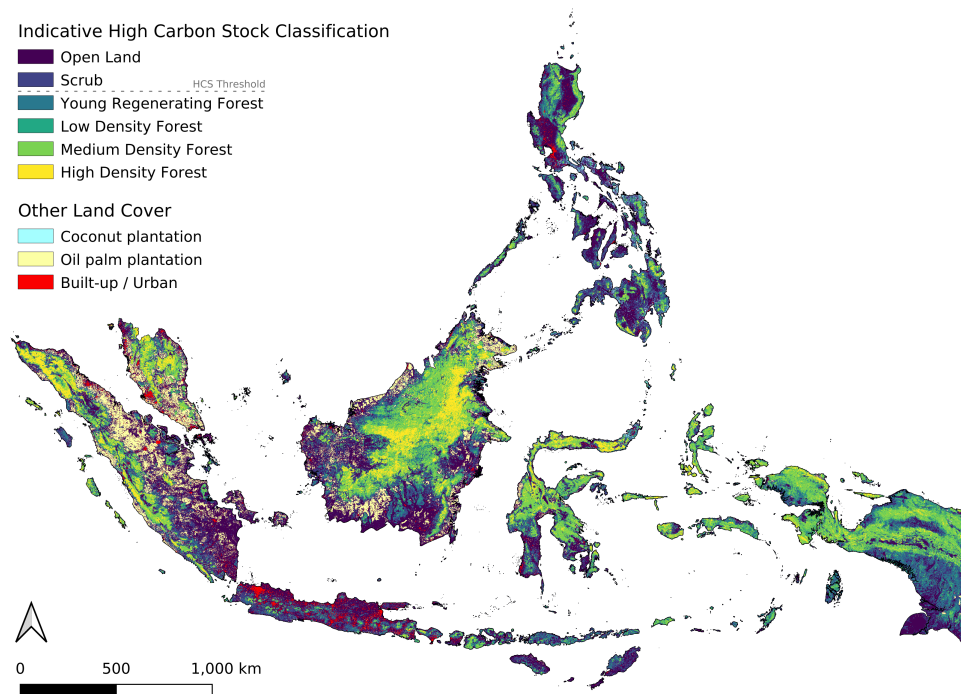 Indicative High Carbon Stock Classification
Open Land
Scrub
HCS Threshold
Young Regenerating Forest
Low Density Forest
Medium Density Forest
High Density Forest
Other Land Cover
Coconut plantation
Oil palm plantation
Built-up / Urban
0 500 1,000 km